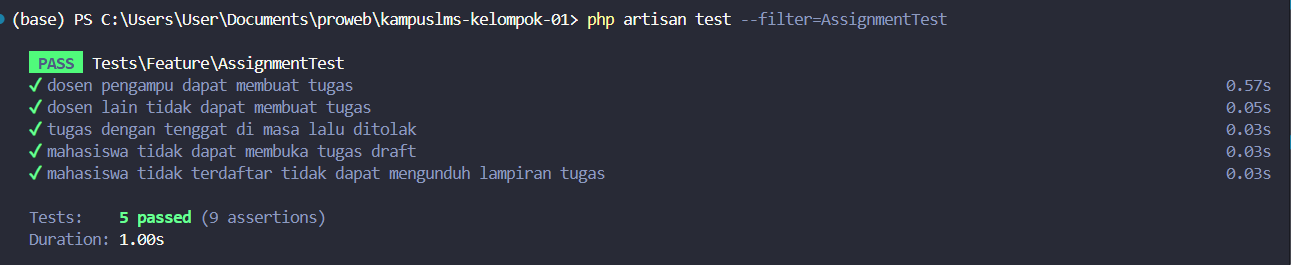 (base) PS C:\Users\User\Documents\proweb\kampuslms-kelompok-01> php artisan test --filter=AssignmentTest
PASS Tests\Feature\AssignmentTest
✓ dosen pengampu dapat membuat tugas 0.57s
✓ dosen lain tidak dapat membuat tugas 0.05s
✓ tugas dengan tenggat di masa lalu ditolak 0.03s
✓ mahasiswa tidak dapat membuka tugas draft 0.03s
✓ mahasiswa tidak terdaftar tidak dapat mengunduh lampiran tugas 0.03s
Tests: 5 passed (9 assertions)
Duration: 1.00s